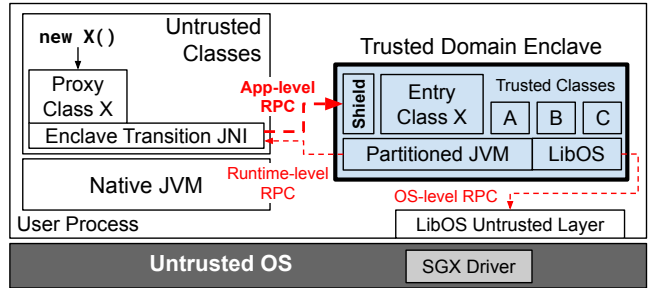 new X()
Untrusted
Classes
Proxy
Class X
Enclave Transition JNI
Native JVM
User Process
App-level
RPC
Runtime-level
RPC
Trusted Domain Enclave
Shield
Entry
Class X
Trusted Classes
A
B
C
Partitioned JVM
LibOS
OS-level RPC
LibOS Untrusted Layer
Untrusted OS
SGX Driver